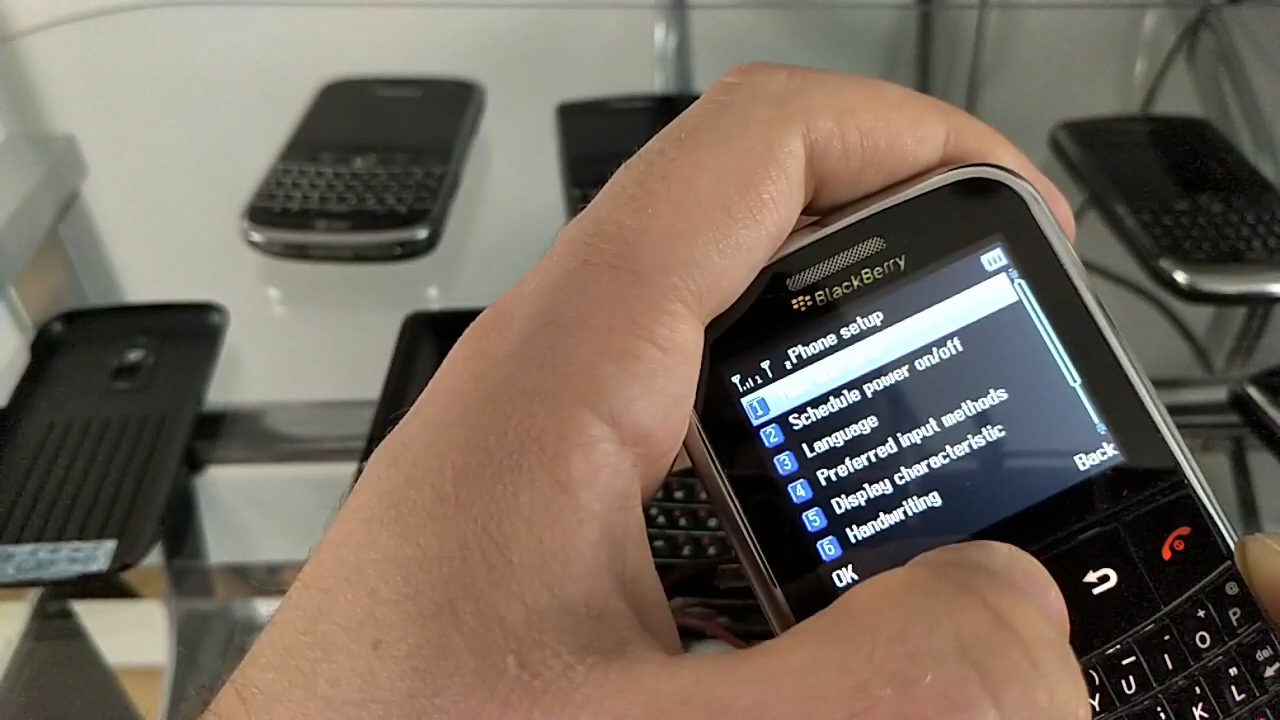 BlackBerry
Phone setup
1
2 Schedule power on/off
3 Language
4 Preferred input methods
5 Display characteristic
6 Handwriting
OK Back
@
P
+
O
I
_
U
)
Y
del
L
K